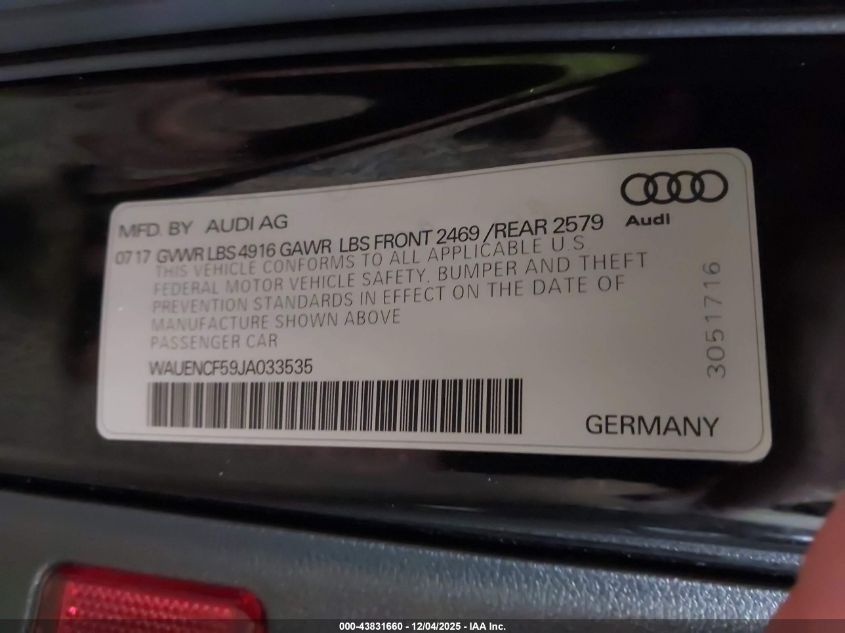 Audi
MFD. BY AUDI AG
07 17 GVWR LBS 4916 GAWR LBS FRONT 2469 /REAR 2579
THIS VEHICLE CONFORMS TO ALL APPLICABLE U.S.
FEDERAL MOTOR VEHICLE SAFETY, BUMPER AND THEFT
PREVENTION STANDARDS IN EFFECT ON THE DATE OF
MANUFACTURE SHOWN ABOVE
PASSENGER CAR
WAUENCF59JA033535
GERMANY
3051716
000-43831660 - 12/04/2025 - IAA Inc.